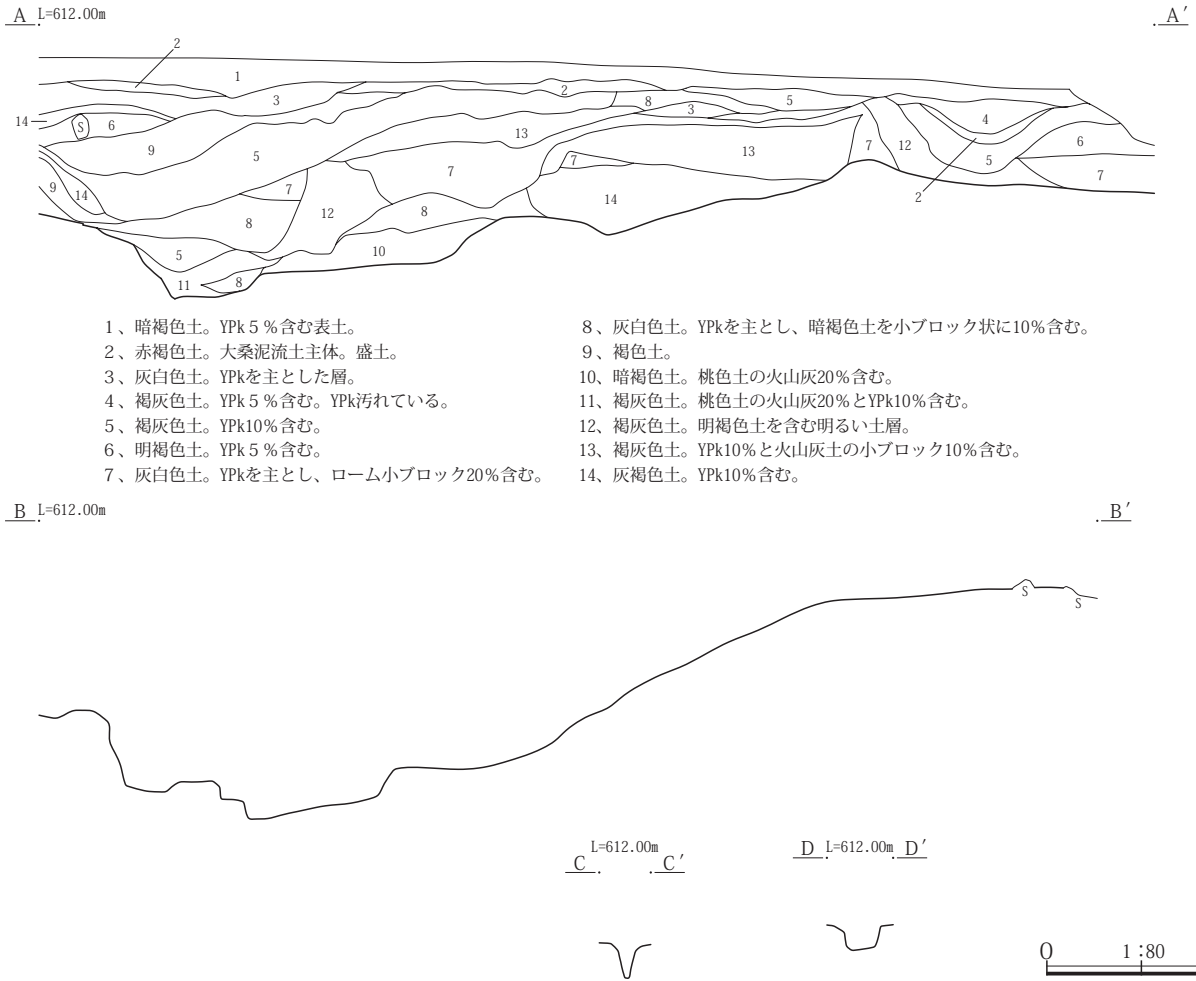 A L=612.00m A′
2
1
2
3
8
5
3
4
14
S
6
13
6
9
5
13
7
12
7
7
5
7
9
14
7
12
14
2
8
8
5
10
11
8
1、暗褐色土。YPk5%含む表土。
2、赤褐色土。大桑泥流土主体。盛土。
3、灰白色土。YPkを主とした層。
4、褐灰色土。YPk5%含む。YPk汚れている。
5、褐灰色土。YPk10%含む。
6、明褐色土。YPk5%含む。
7、灰白色土。YPkを主とし、ローム小ブロック20%含む。
8、灰白色土。YPkを主とし、暗褐色土を小ブロック状に10%含む。
9、褐色土。
10、暗褐色土。桃色土の火山灰20%含む。
11、褐灰色土。桃色土の火山灰20%とYPk10%含む。
12、褐灰色土。明褐色土を含む明るい土層。
13、褐灰色土。YPk10%と火山灰土の小ブロック10%含む。
14、灰褐色土。YPk10%含む。
B L=612.00m B′
S
S
L=612.00m
C C′
D L=612.00m D′
0 1:80